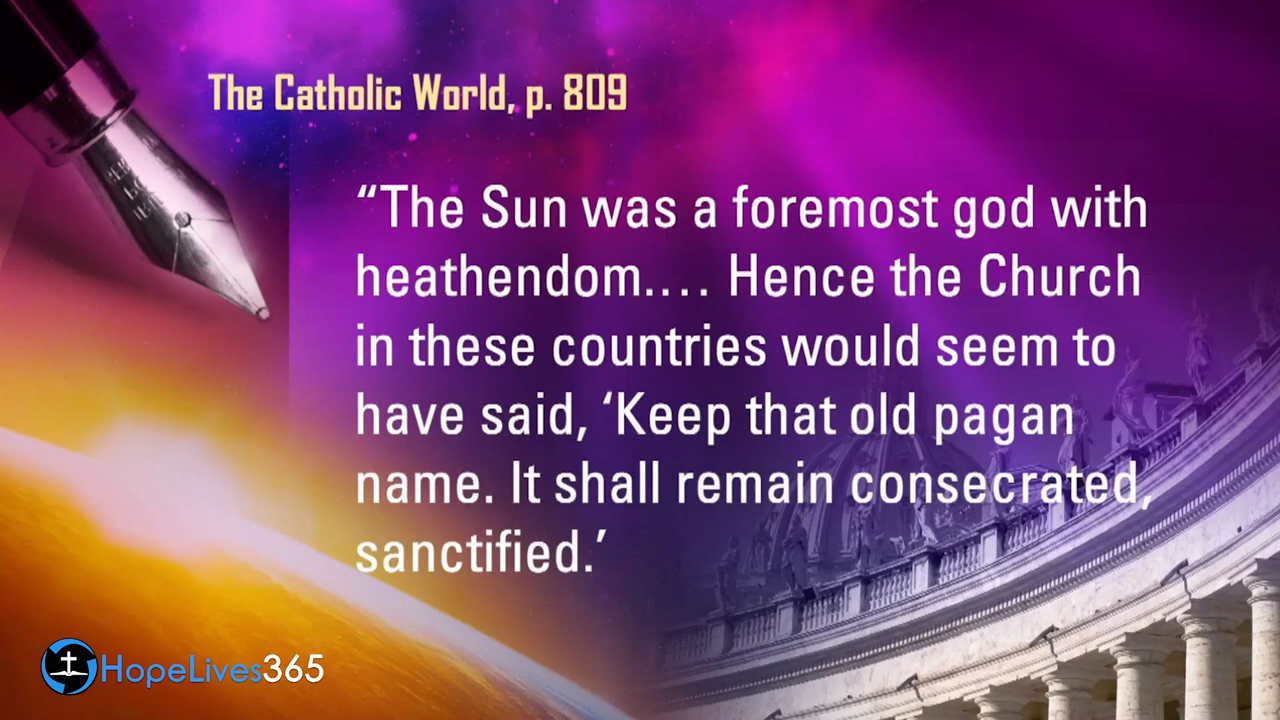 The Catholic World, p. 809
“The Sun was a foremost god with
heathendom.… Hence the Church
in these countries would seem to
have said, ‘Keep that old pagan
name. It shall remain consecrated,
sanctified.’
HopeLives365